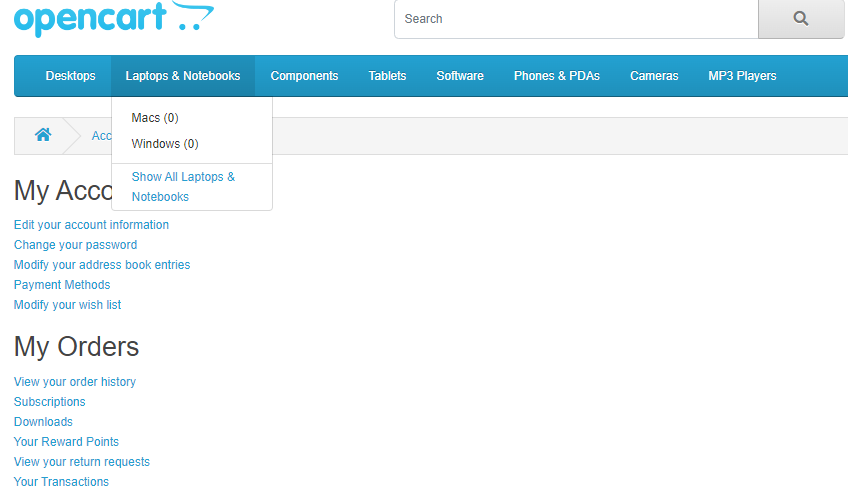 opencart
Search
Desktops Laptops & Notebooks Components Tablets Software Phones & PDAs Cameras MP3 Players
Macs (0)
Windows (0)
Show All Laptops &
Notebooks
Acc
My Acco
Edit your account information
Change your password
Modify your address book entries
Payment Methods
Modify your wish list
My Orders
View your order history
Subscriptions
Downloads
Your Reward Points
View your return requests
Your Transactions